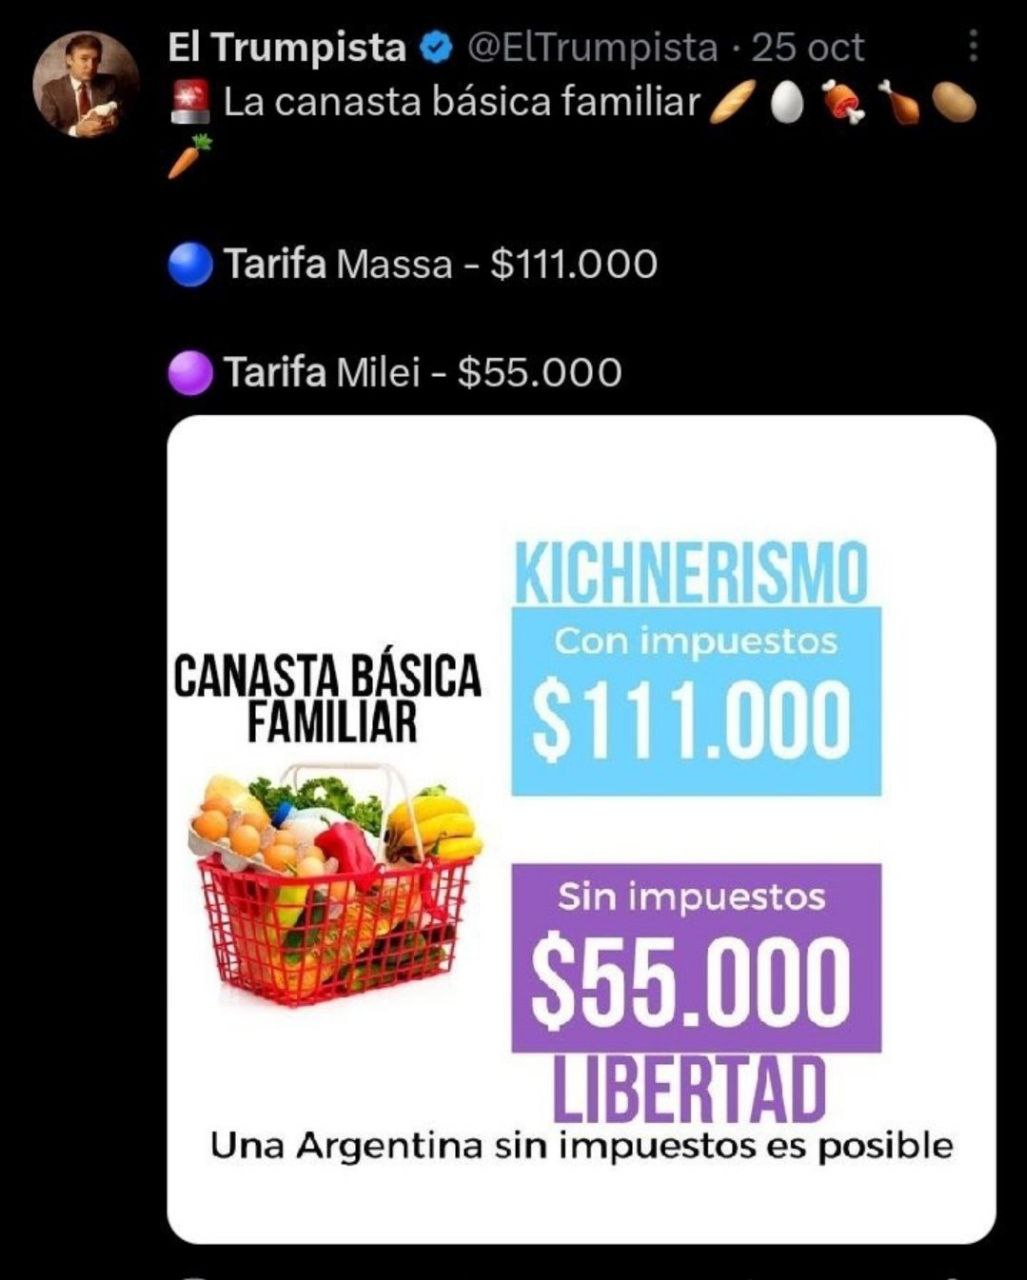 El Trumpista @ElTrumpista · 25 oct
🚨 La canasta básica familiar 🥖🥚🍖🍗🥔
🥕
🔵 Tarifa Massa - $111.000
🟣 Tarifa Milei - $55.000
KICHNERISMO
Con impuestos
$111.000
CANASTA BÁSICA
FAMILIAR
Sin impuestos
$55.000
LIBERTAD
Una Argentina sin impuestos es posible